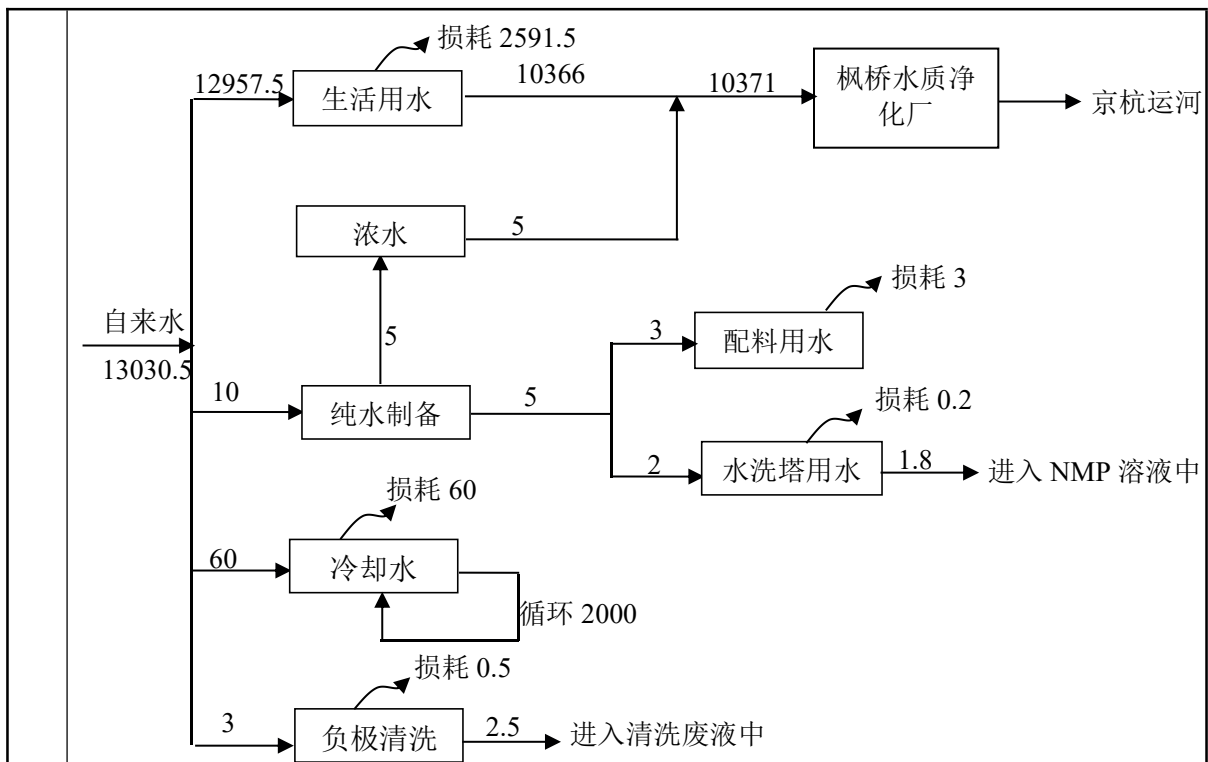 损耗 2591.5
12957.5
生活用水
10366
10371
枫桥水质净
化厂
京杭运河
浓水
5
5
自来水
13030.5
10
纯水制备
5
3
配料用水
损耗 3
2
水洗塔用水
损耗 0.2
1.8
进入 NMP 溶液中
损耗 60
60
冷却水
循环 2000
损耗 0.5
3
负极清洗
2.5
进入清洗废液中